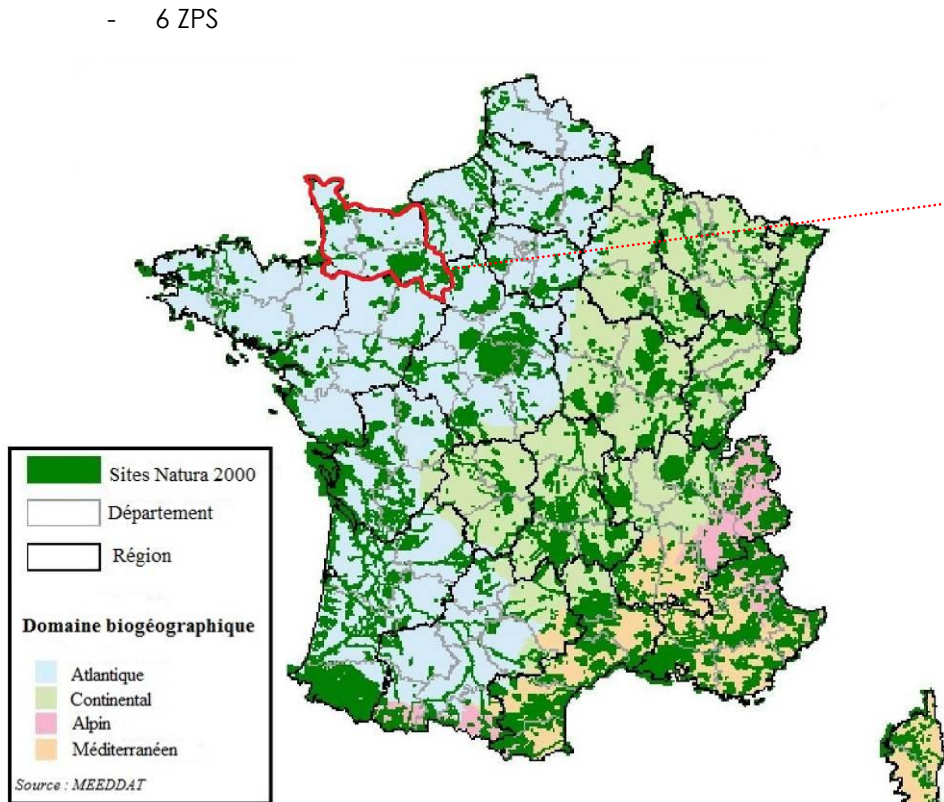 - 6 ZPS
Sites Natura 2000
Département
Région
Domaine biogéographique
Atlantique
Continental
Alpin
Méditerranéen
Source : MEEDDAT